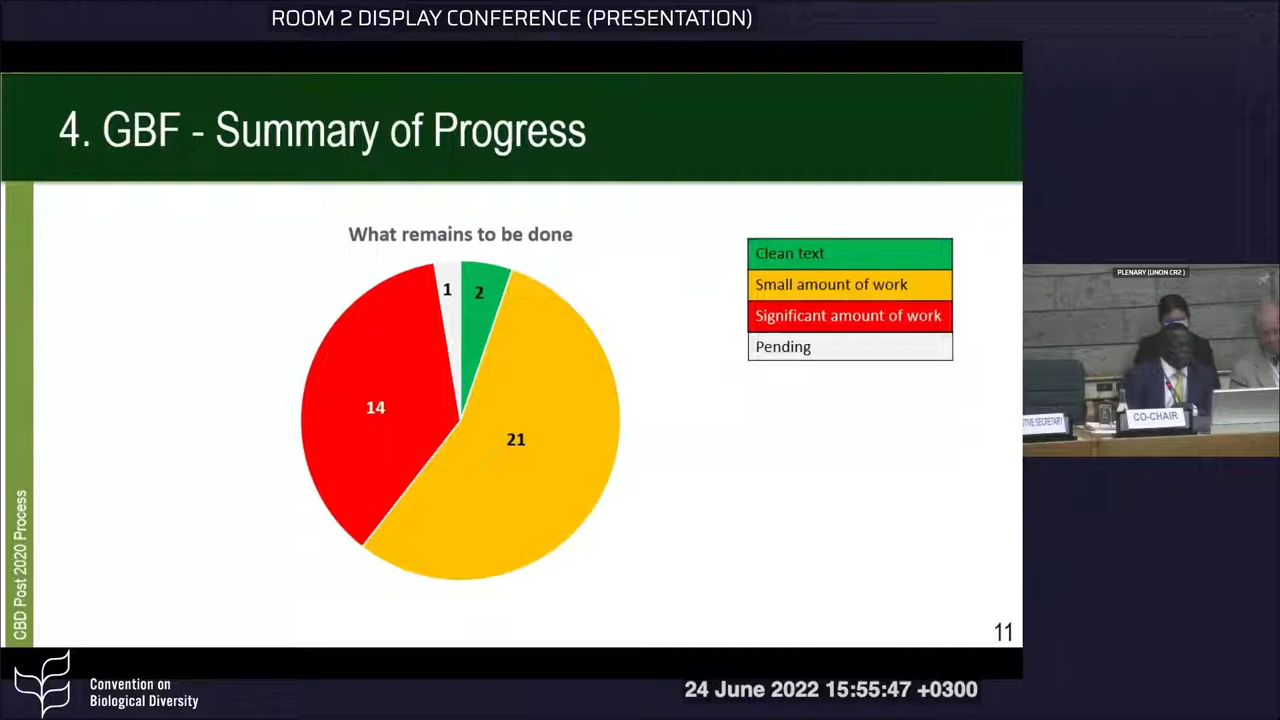 ROOM 2 DISPLAY CONFERENCE (PRESENTATION)
4. GBF - Summary of Progress
What remains to be done
1
2
14
21
Clean text
Small amount of work
Significant amount of work
Pending
CBD Post 2020 Process
11
PLENARY (UNON CR2 )
SECRETARY
CO-CHAIR
Convention on
Biological Diversity
24 June 2022 15:55:47 +0300